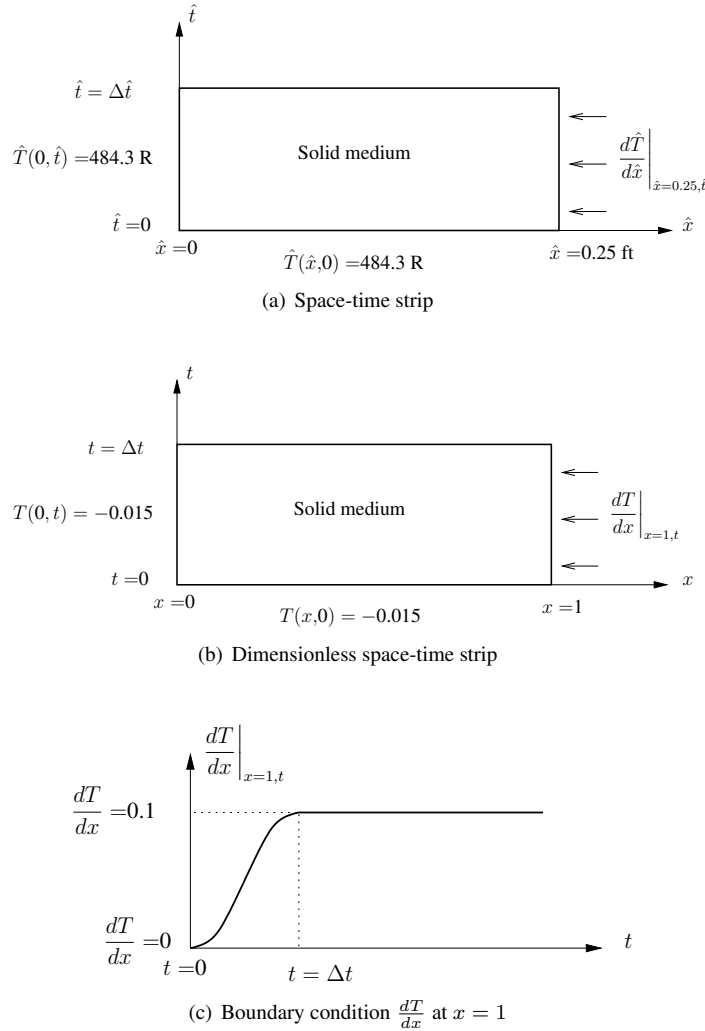 t̂
t̂ = Δt̂
T̂(0, t̂) =484.3 R
Solid medium
dT̂/dx̂|x̂=0.25,t̂
t̂ =0
x̂ =0
T̂(x̂,0) =484.3 R
x̂ =0.25 ft
x̂
(a) Space-time strip
t
t = Δt
T(0, t) = −0.015
Solid medium
dT/dx|x=1,t
t =0
x =0
T(x,0) = −0.015
x =1
x
(b) Dimensionless space-time strip
dT/dx|x=1,t
dT/dx =0.1
dT/dx =0
t =0
t = Δt
t
(c) Boundary condition dT/dx at x = 1